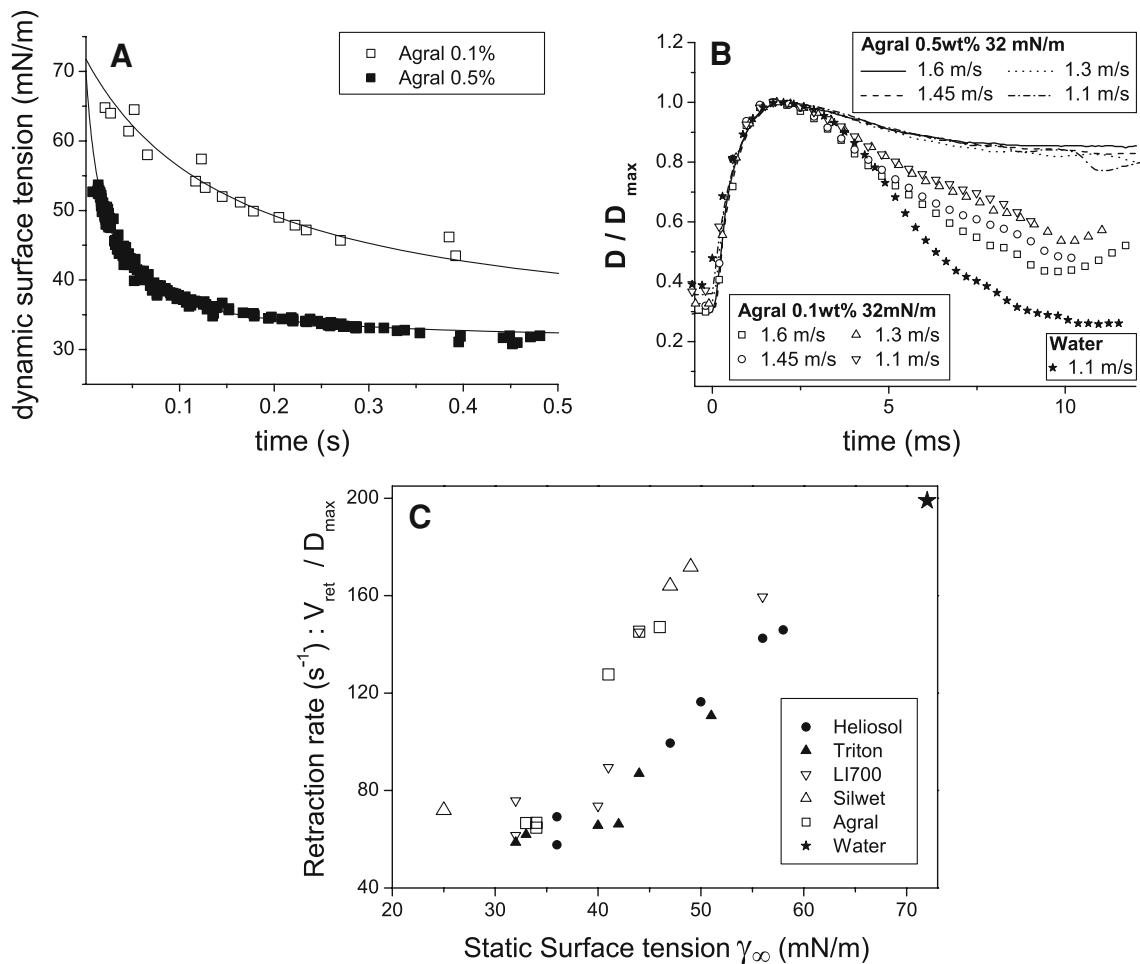 A
Agral 0.1%
Agral 0.5%
dynamic surface tension (mN/m)
70
60
50
40
30
0.1
0.2
0.3
0.4
0.5
time (s)
B
Agral 0.5wt% 32 mN/m
1.6 m/s
1.3 m/s
1.45 m/s
1.1 m/s
D / Dmax
1.2
1.0
0.8
0.6
0.4
0.2
Agral 0.1wt% 32mN/m
1.6 m/s
1.3 m/s
1.45 m/s
1.1 m/s
Water
1.1 m/s
0
5
10
time (ms)
C
Retraction rate (s⁻¹) : Vret / Dmax
200
160
120
80
40
Heliosol
Triton
LI700
Silwet
Agral
Water
20
30
40
50
60
70
Static Surface tension γ∞ (mN/m)